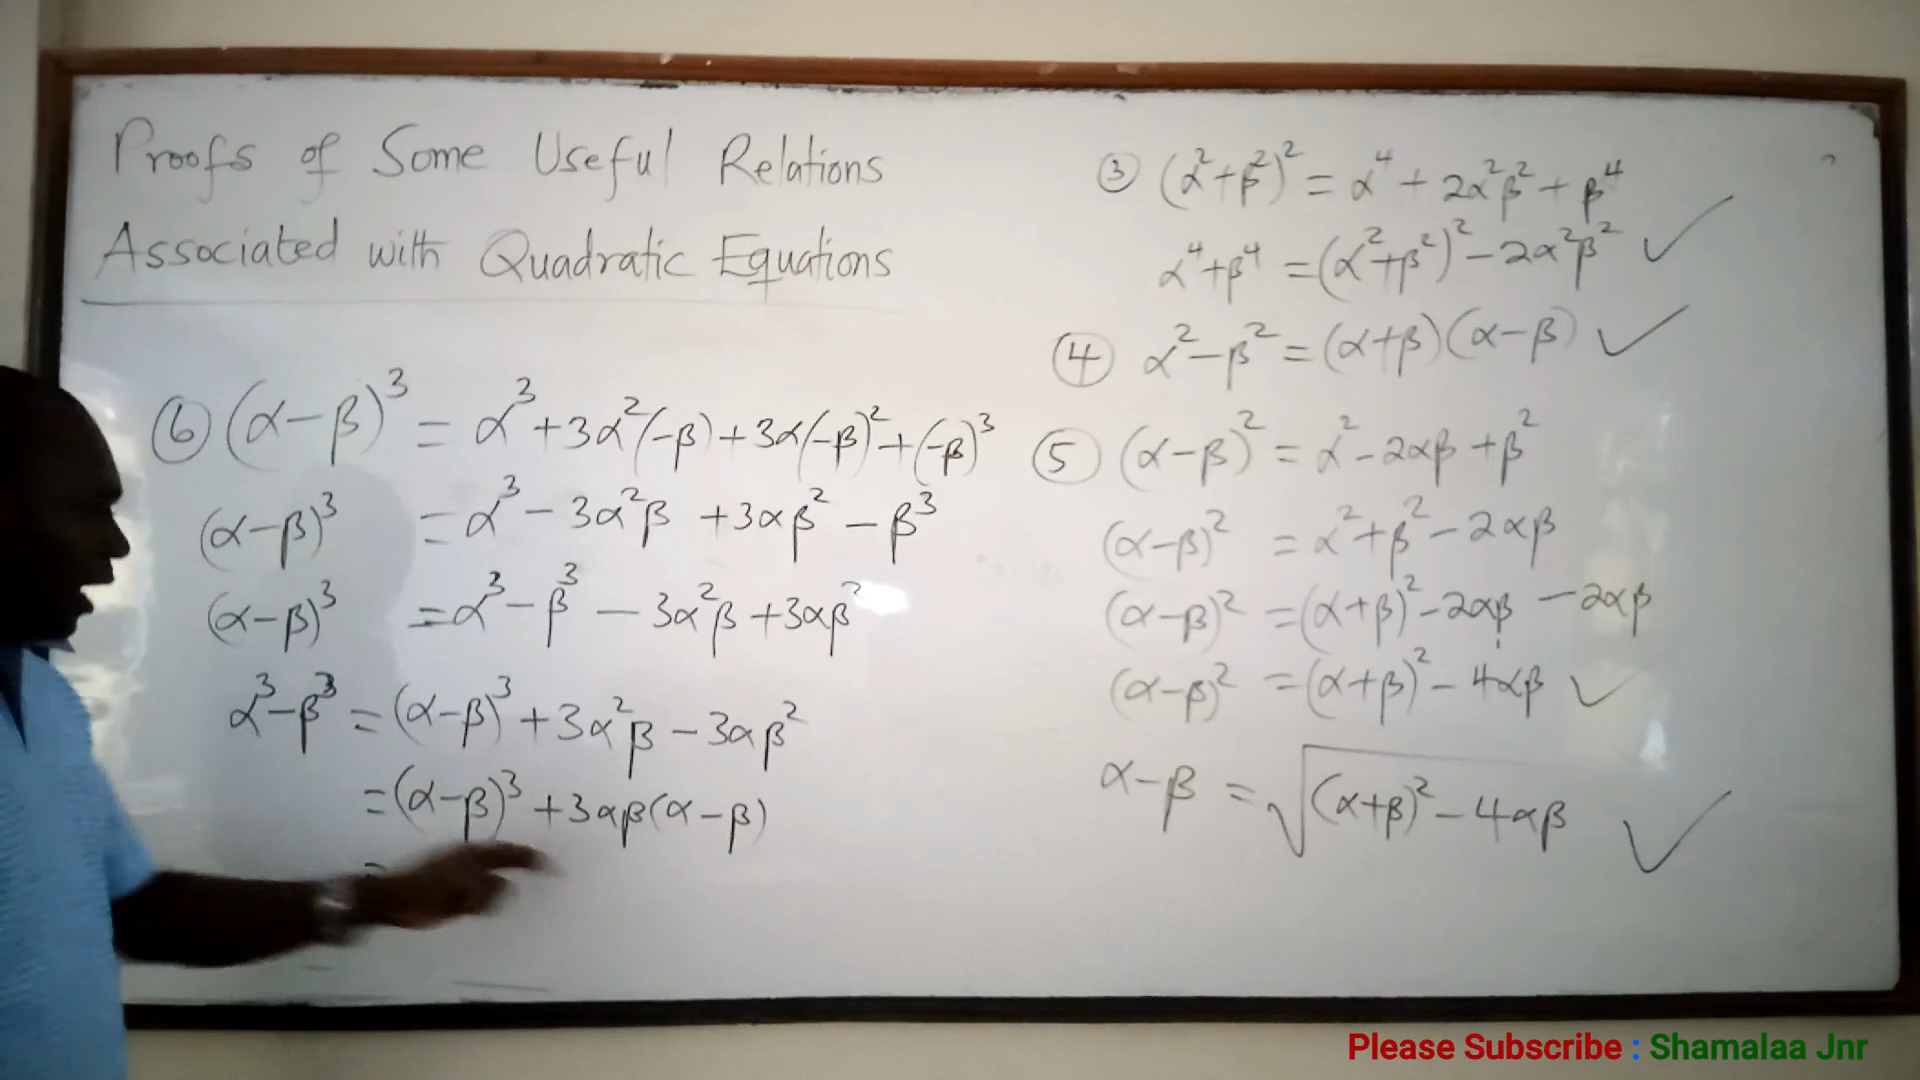 Proofs of Some Useful Relations
Associated with Quadratic Equations
⑥ (α-β)³ = α³ + 3α²(-β) + 3α(-β)² + (-β)³
(α-β)³ = α³ - 3α²β + 3αβ² - β³
(α-β)³ = α³ - β³ - 3α²β + 3αβ²
α³-β³ = (α-β)³ + 3α²β - 3αβ²
= (α-β)³ + 3αβ(α-β)
=
③ (α²+β²)² = α⁴ + 2α²β² + β⁴
α⁴+β⁴ = (α²+β²)² - 2α²β² ✓
④ α²-β² = (α+β)(α-β) ✓
⑤ (α-β)² = α² - 2αβ + β²
(α-β)² = α²+β² - 2αβ
(α-β)² = (α+β)² - 2αβ - 2αβ
(α-β)² = (α+β)² - 4αβ ✓
α-β = √((α+β)² - 4αβ) ✓
Please Subscribe : Shamalaa Jnr